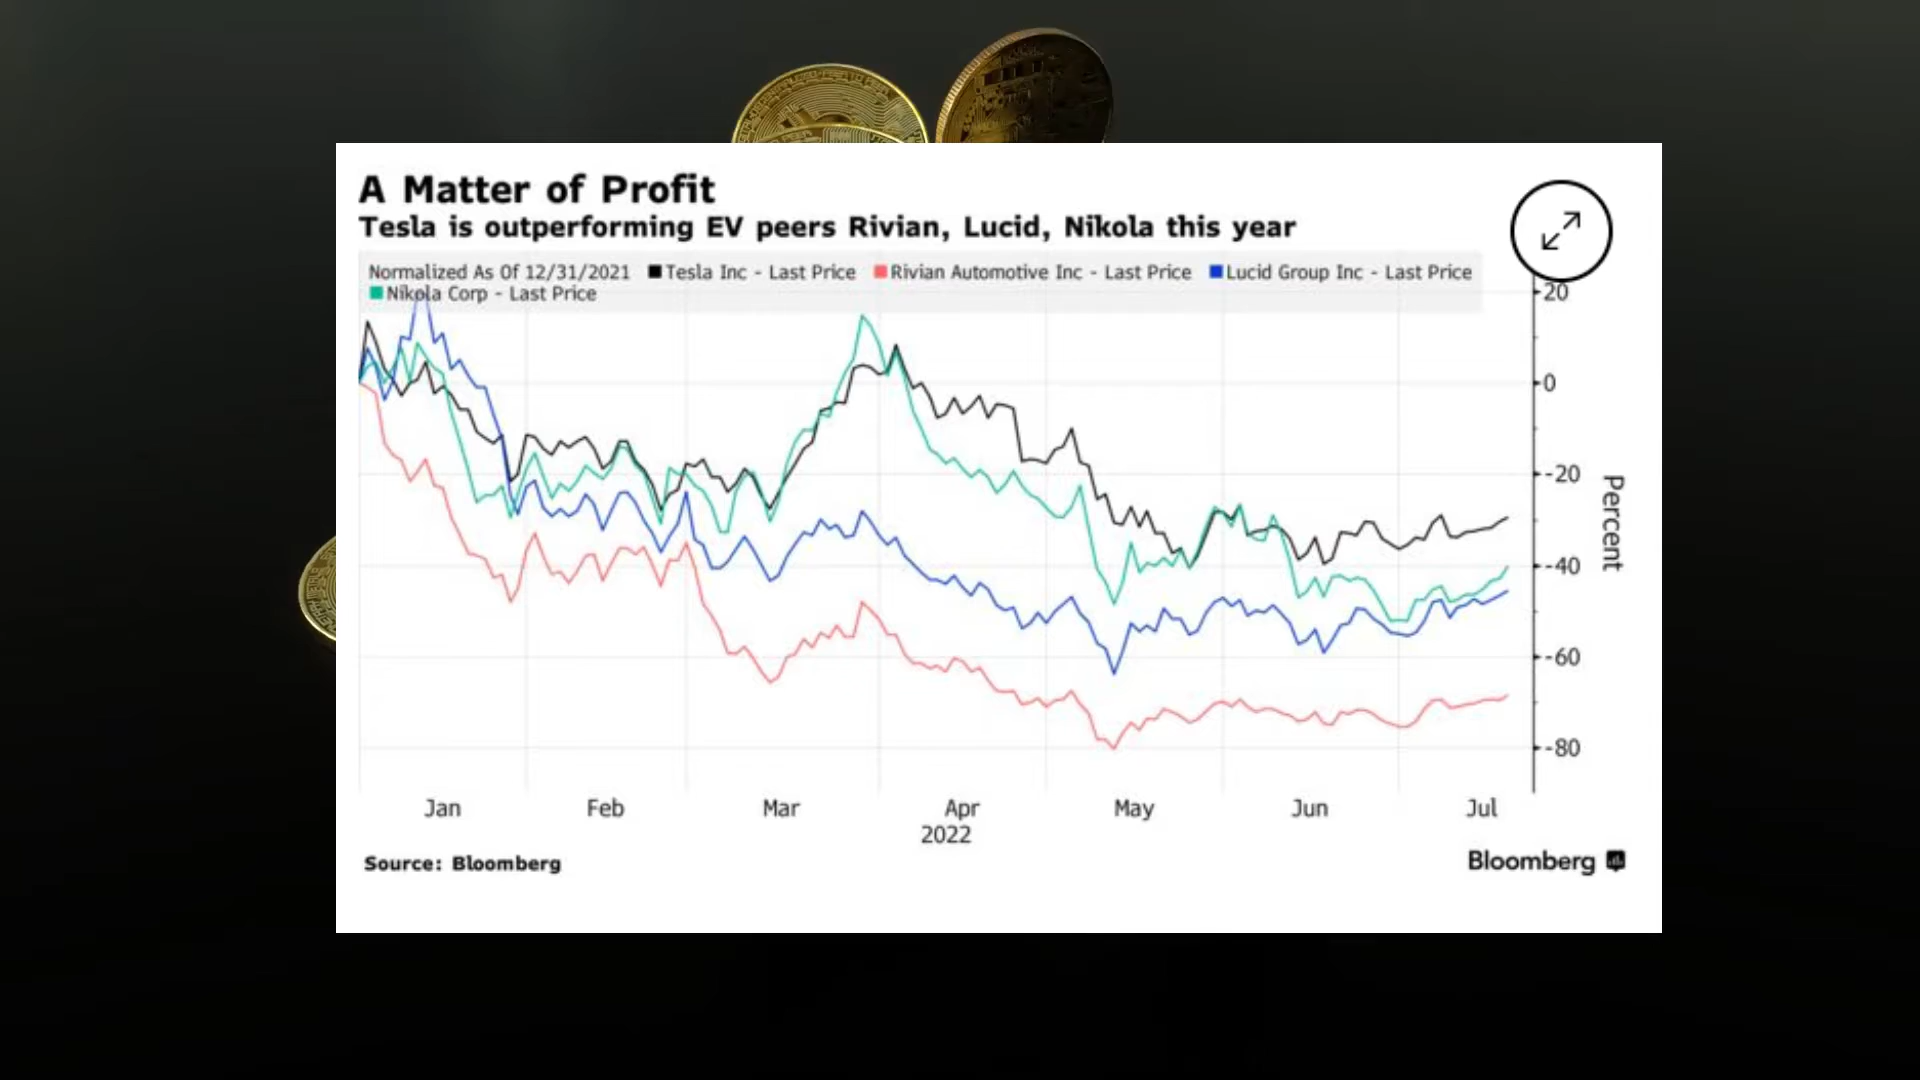 A Matter of Profit
Tesla is outperforming EV peers Rivian, Lucid, Nikola this year
Normalized As Of 12/31/2021 Tesla Inc - Last Price Rivian Automotive Inc - Last Price Lucid Group Inc - Last Price
Nikola Corp - Last Price
20
0
-20
-40
-60
-80
Percent
Jan Feb Mar Apr May Jun Jul
2022
Source: Bloomberg
Bloomberg